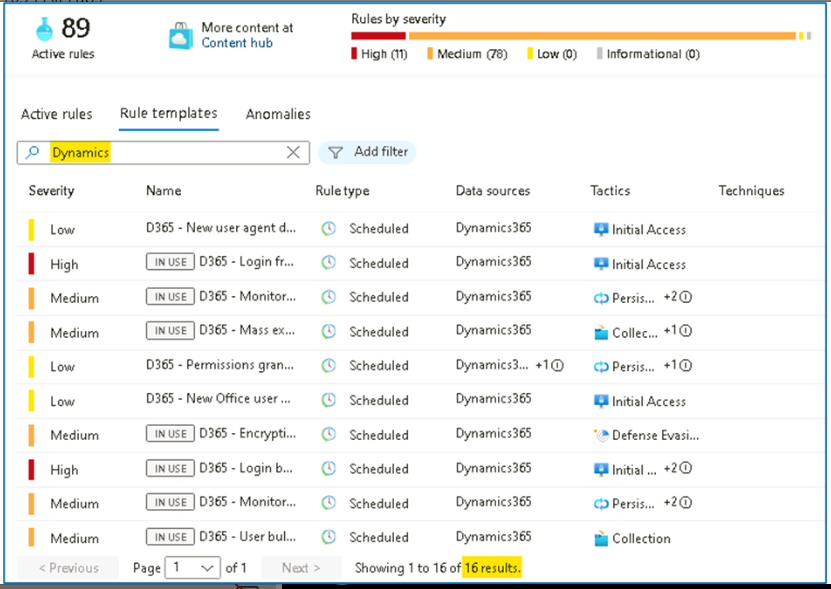 89
Active rules
More content at
Content hub
Rules by severity
High (11) Medium (78) Low (0) Informational (0)
Active rules Rule templates Anomalies
Dynamics Add filter
Severity Name Rule type Data sources Tactics Techniques
Low D365 - New user agent d... Scheduled Dynamics365 Initial Access
High IN USE D365 - Login fr... Scheduled Dynamics365 Initial Access
Medium IN USE D365 - Monitor... Scheduled Dynamics365 Persis... +2
Medium IN USE D365 - Mass ex... Scheduled Dynamics365 Collec... +1
Low D365 - Permissions gran... Scheduled Dynamics3... +1 Persis... +1
Low D365 - New Office user ... Scheduled Dynamics365 Initial Access
Medium IN USE D365 - Encrypti... Scheduled Dynamics365 Defense Evasi...
High IN USE D365 - Login b... Scheduled Dynamics365 Initial ... +2
Medium IN USE D365 - Monitor... Scheduled Dynamics365 Persis... +2
Medium IN USE D365 - User bul... Scheduled Dynamics365 Collection
< Previous Page 1 of 1 Next > Showing 1 to 16 of 16 results.